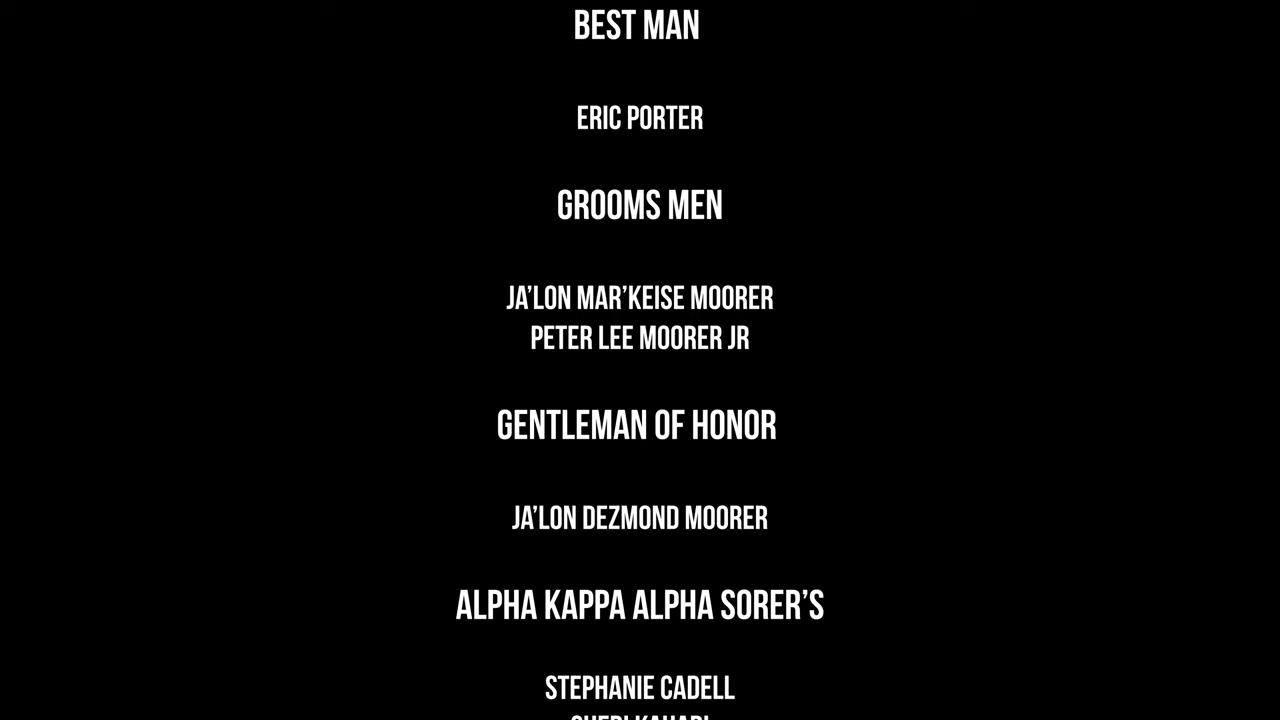 BEST MAN
ERIC PORTER
GROOMS MEN
JA’LON MAR’KEISE MOORER
PETER LEE MOORER JR
GENTLEMAN OF HONOR
JA’LON DEZMOND MOORER
ALPHA KAPPA ALPHA SORER’S
STEPHANIE CADELL